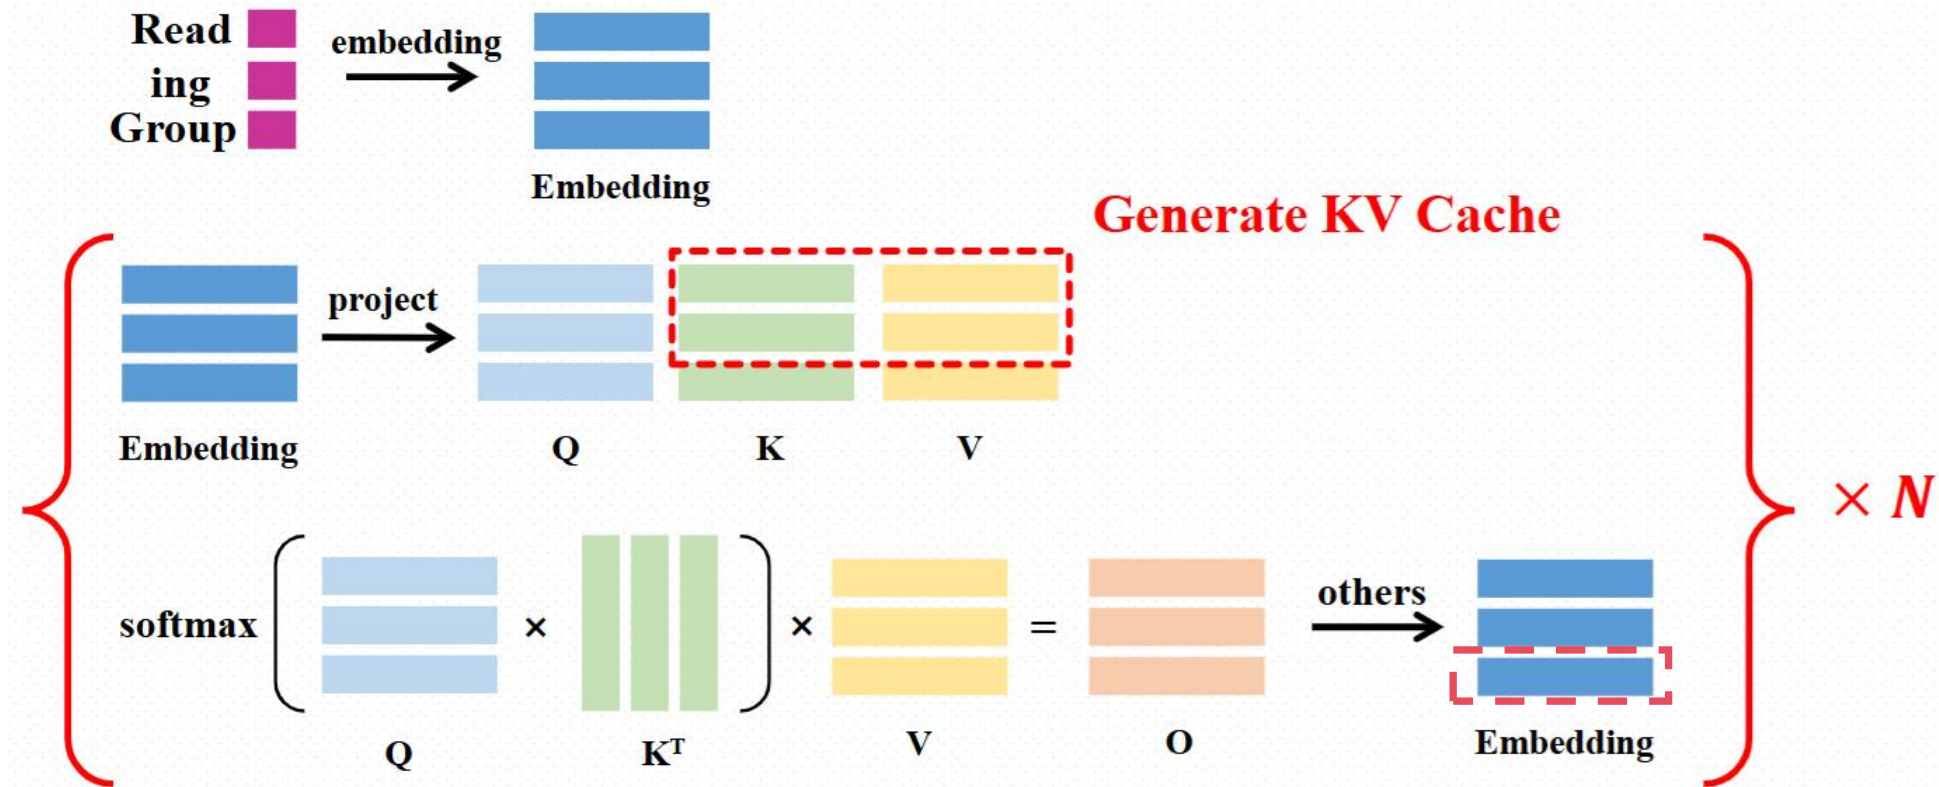 Read
ing
Group
embedding
Embedding
Generate KV Cache
project
Embedding
Q
K
V
× N
softmax ( × ) × =
others
Q
Kᵀ
V
O
Embedding